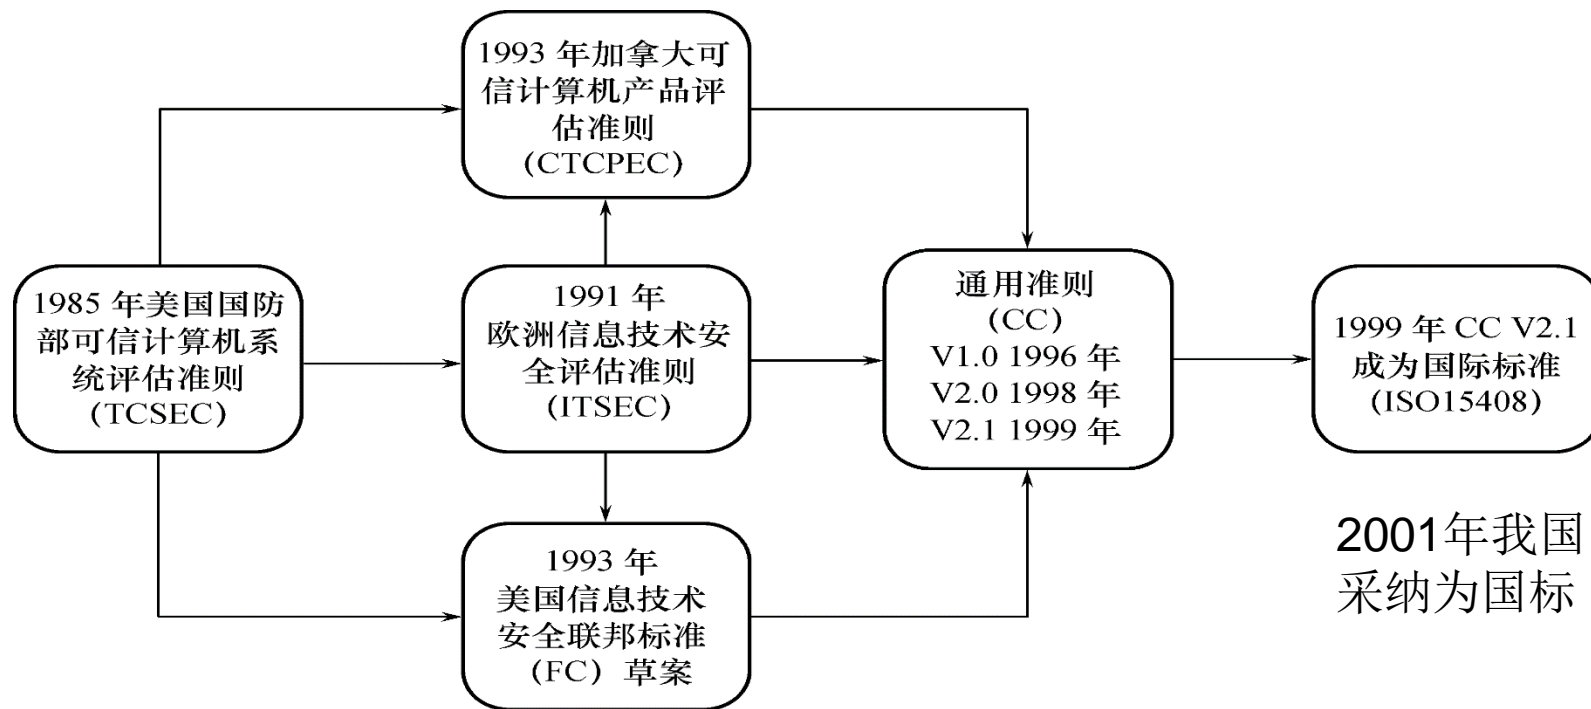 1993 年加拿大可
信计算机产品评
估准则
(CTCPEC)
1985 年美国国防
部可信计算机系
统评估准则
(TCSEC)
1991 年
欧洲信息技术安
全评估准则
(ITSEC)
1993 年
美国信息技术
安全联邦标准
(FC) 草案
通用准则
(CC)
V1.0 1996 年
V2.0 1998 年
V2.1 1999 年
1999 年 CC V2.1
成为国际标准
(ISO15408)
2001年我国
采纳为国标